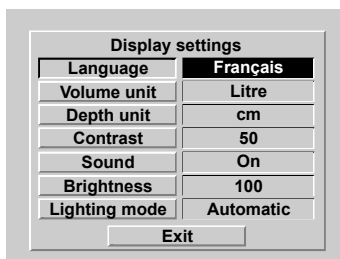 Display settings
Language Français
Volume unit Litre
Depth unit cm
Contrast 50
Sound On
Brightness 100
Lighting mode Automatic
Exit